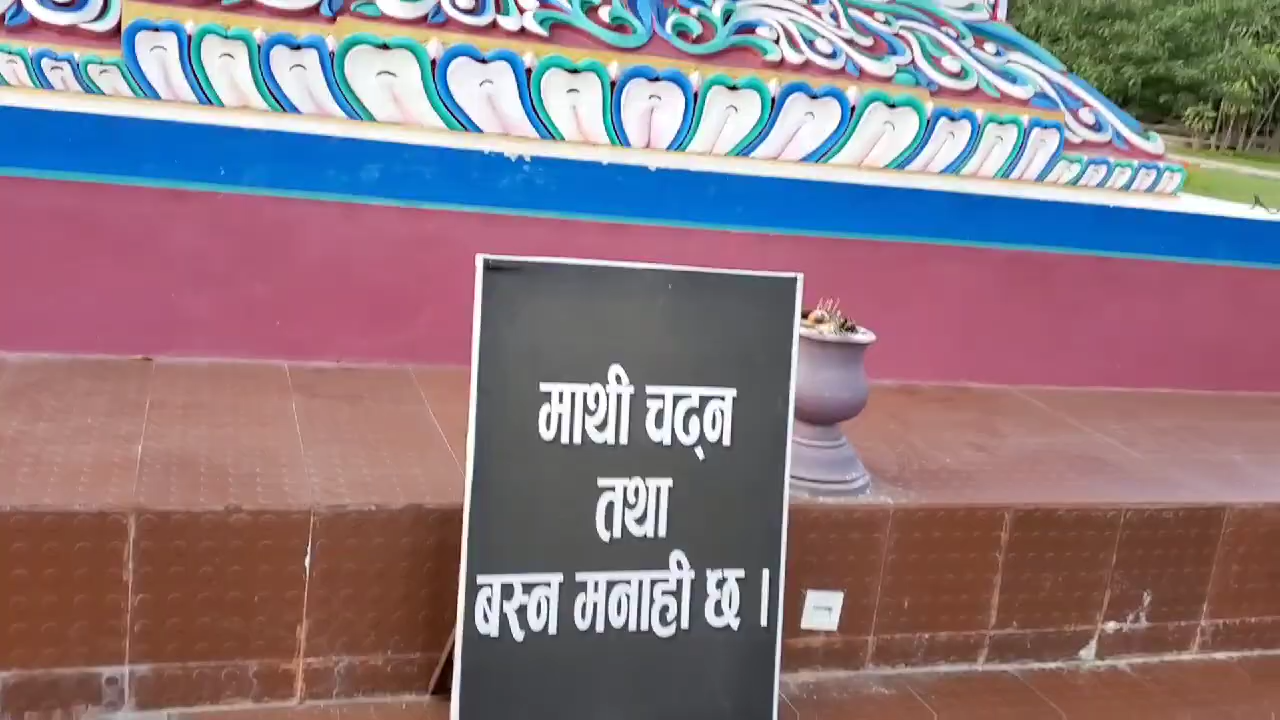 माथी चढ्न
तथा
बस्न मनाही छ ।